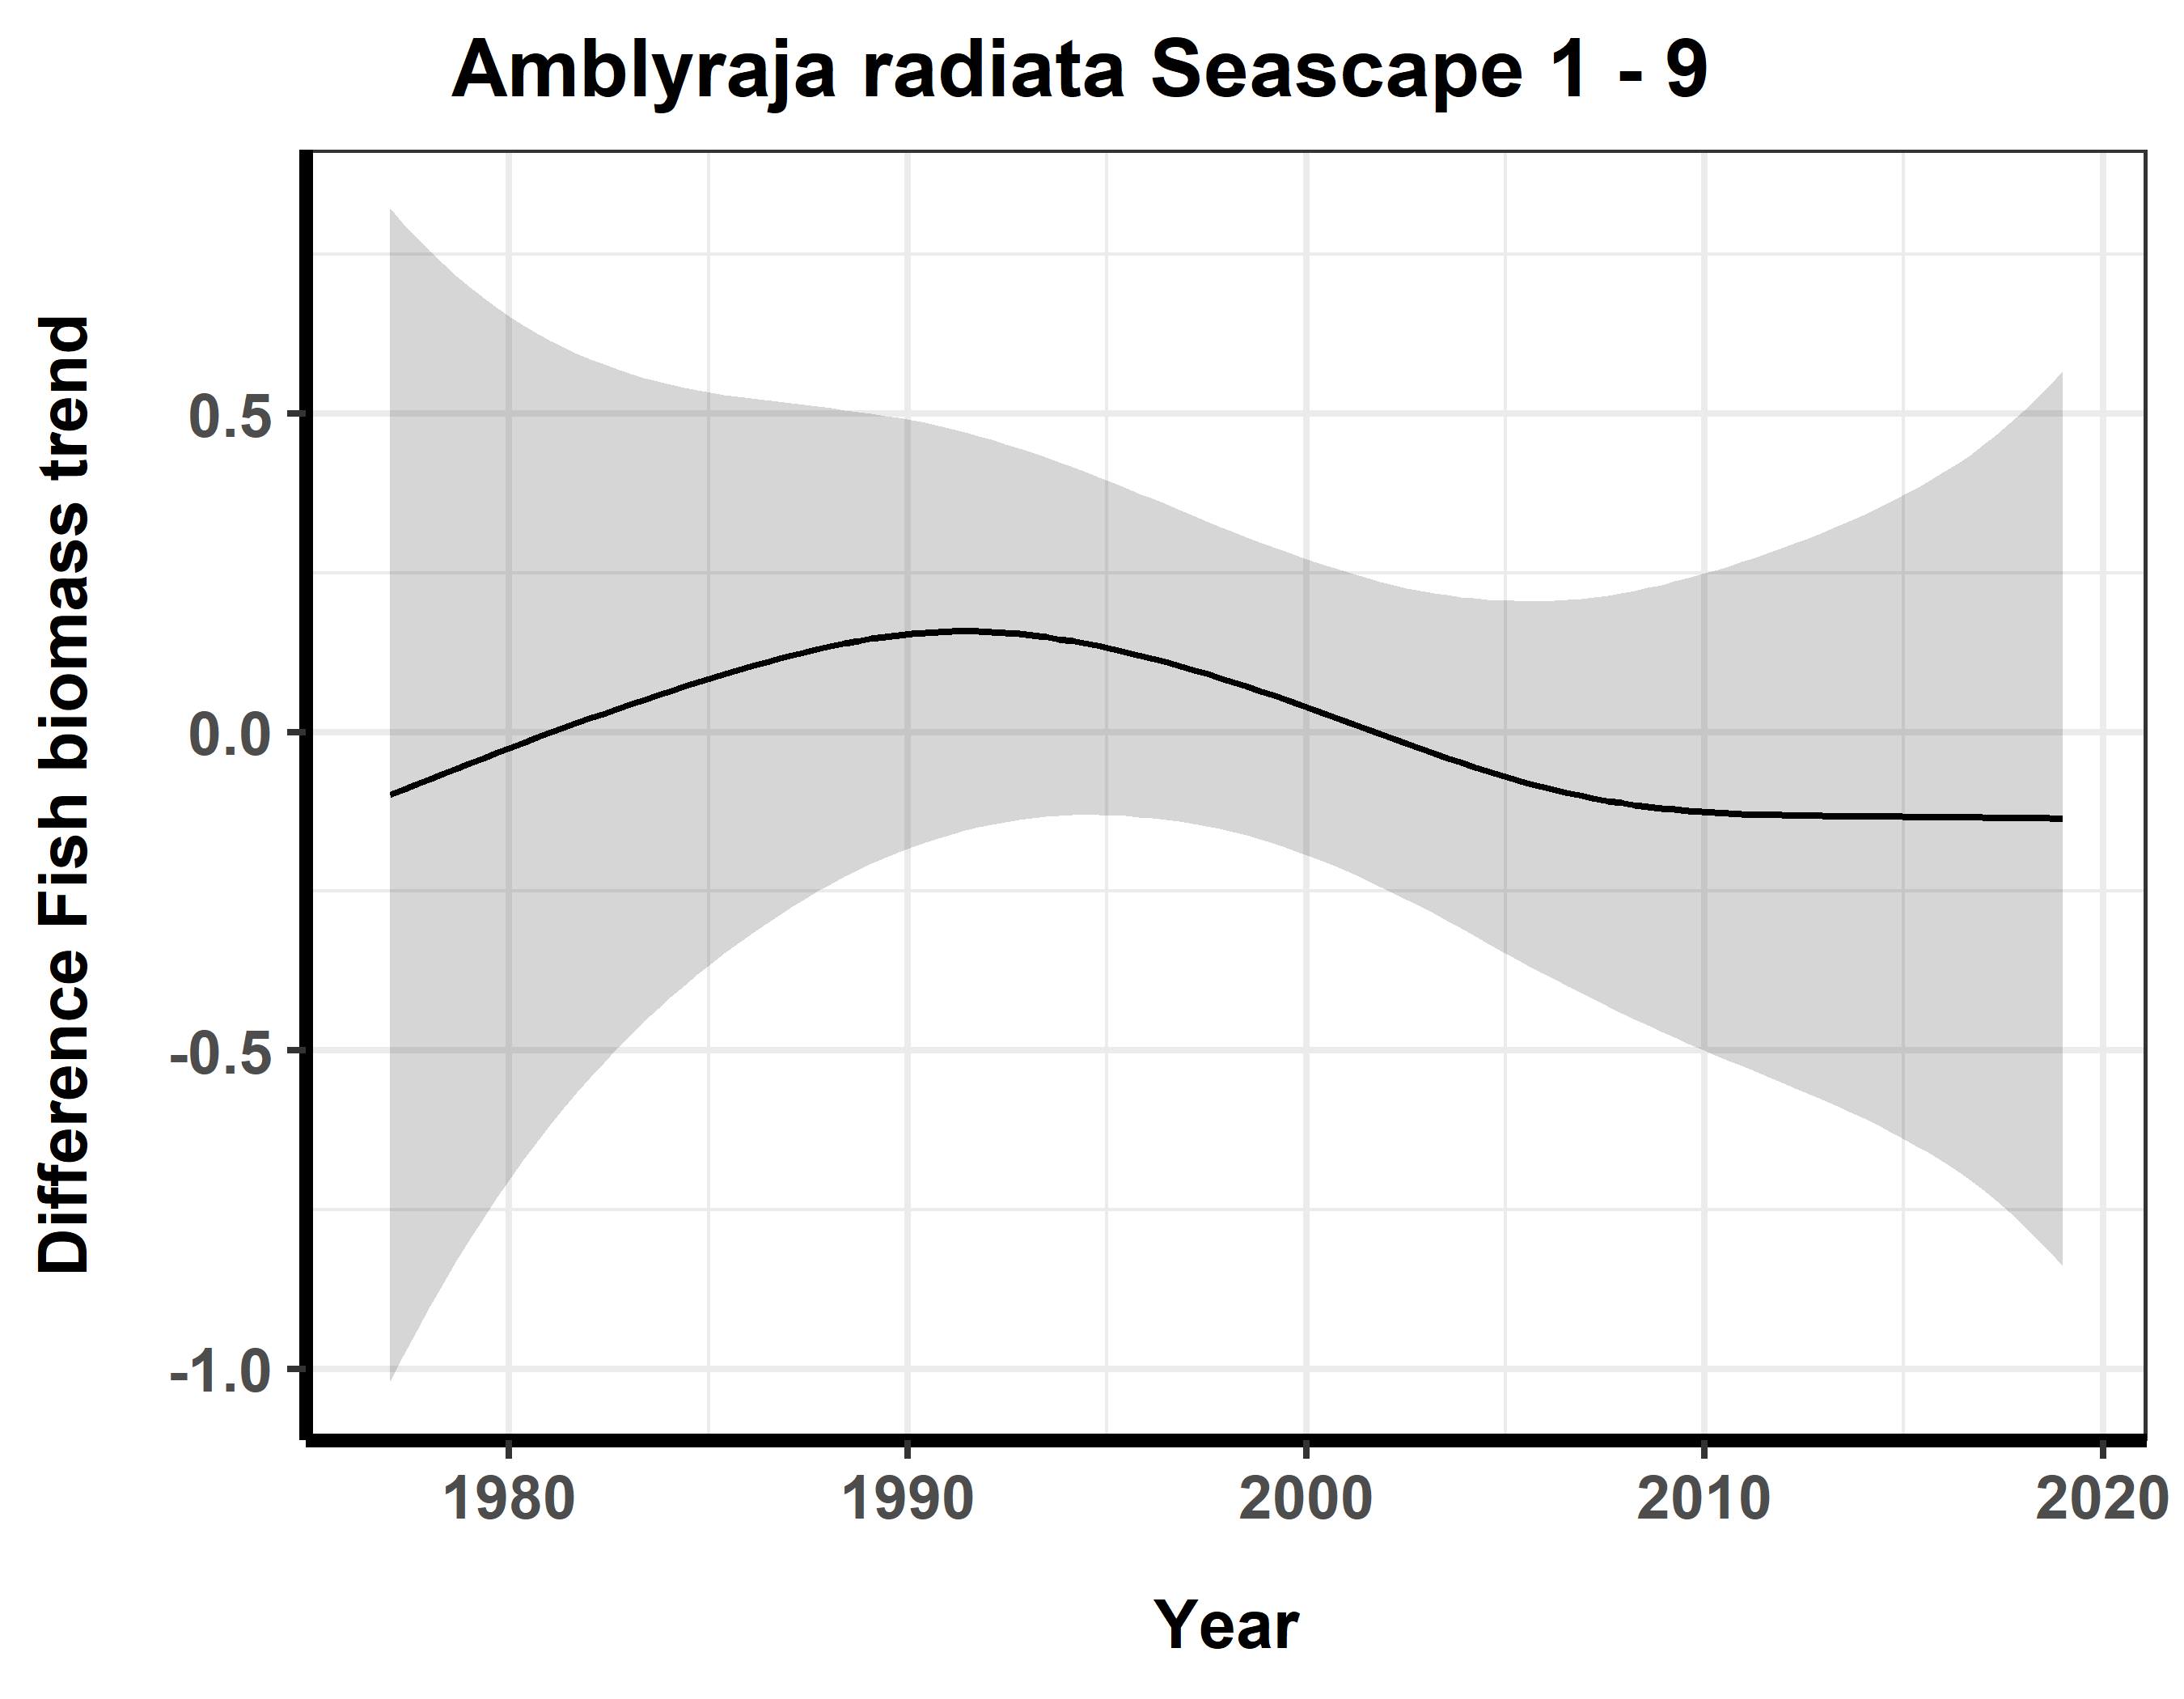 Amblyraja radiata Seascape 1 - 9
Difference Fish biomass trend
0.5
0.0
-0.5
-1.0
1980 1990 2000 2010 2020
Year